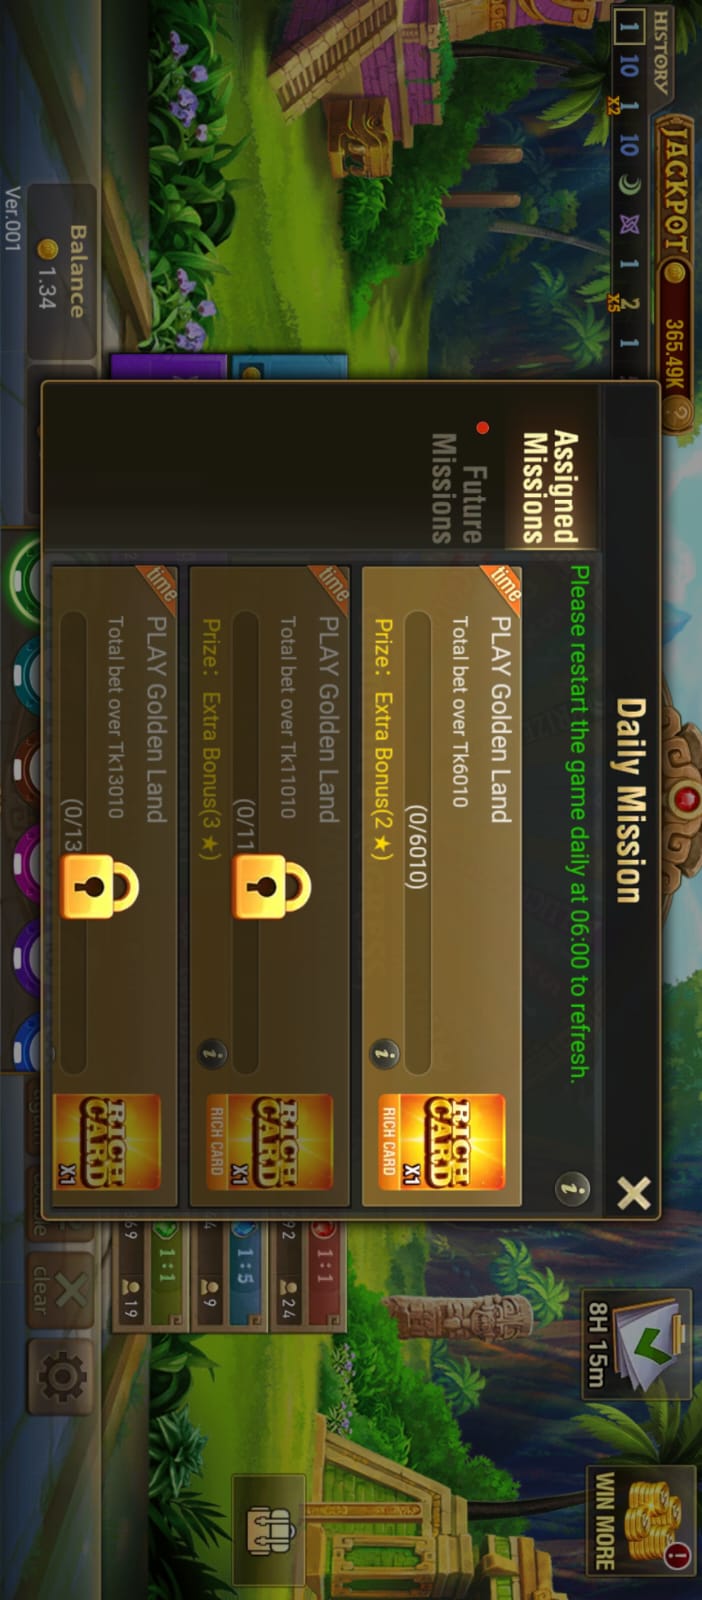 JACKPOT 365.49K ?
HISTORY
1 10 1 10 1 2 1
X2 X5
Daily Mission
8H 15m
!
WIN MORE
Assigned
Missions
Future
Missions
Please restart the game daily at 06:00 to refresh.
i
time
PLAY Golden Land
Total bet over Tk6010
(0/6010)
Prize: Extra Bonus(2 ★)
i
RICH
CARD
X1
RICH CARD
time
PLAY Golden Land
Total bet over Tk11010
(0/11
Prize: Extra Bonus(3 ★)
i
RICH
CARD
X1
RICH CARD
time
PLAY Golden Land
Total bet over Tk13010
(0/13
RICH
CARD
X1
1:1
92 24
1:5
4 9
1:1
69 19
Balance
1.34
Ver.001
again
double
clear